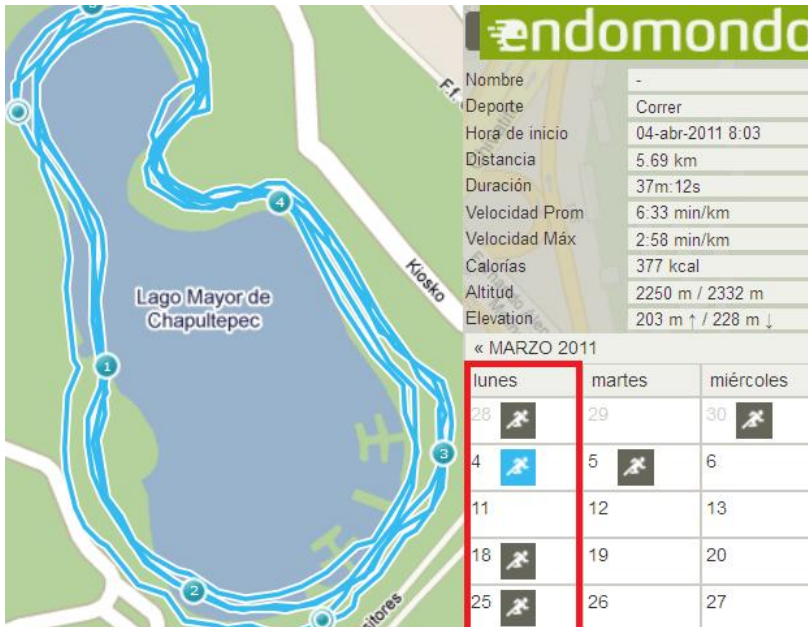 endomondo
Nombre -
Deporte Correr
Hora de inicio 04-abr-2011 8:03
Distancia 5.69 km
Duración 37m:12s
Velocidad Prom 6:33 min/km
Velocidad Máx 2:58 min/km
Calorías 377 kcal
Altitud 2250 m / 2332 m
Elevation 203 m ↑ / 228 m ↓
« MARZO 2011
lunes martes miércoles
28 29 30
4 5 6
11 12 13
18 19 20
25 26 27
F.f.
4
Kiosko
Lago Mayor de
Chapultepec
1
3
2